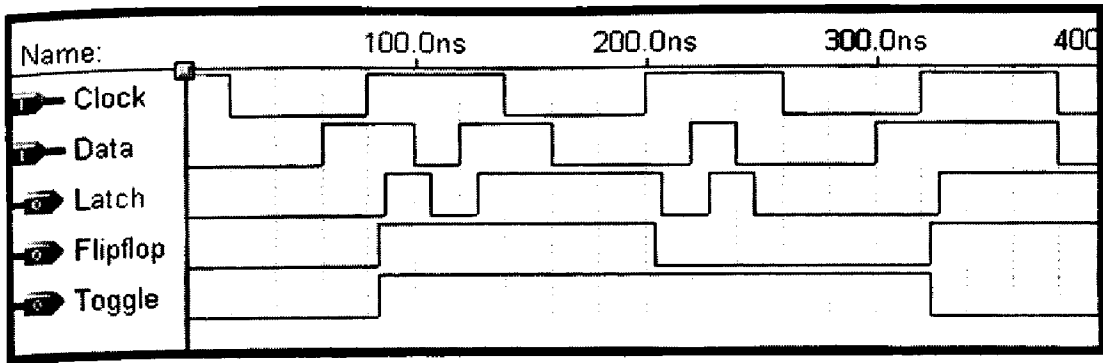 Name: 100.0ns 200.0ns 300.0ns 400
Clock
Data
Latch
Flipflop
Toggle